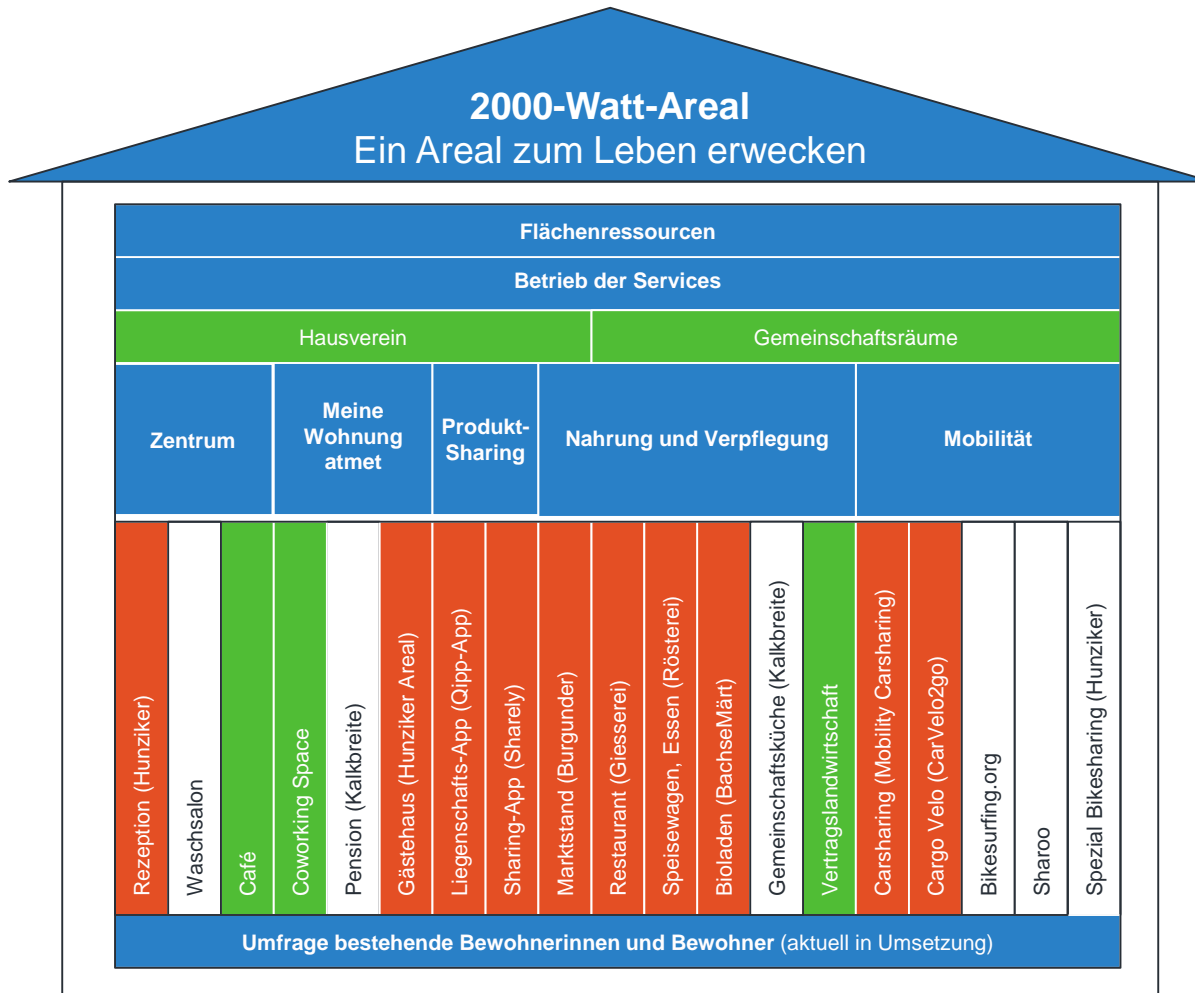 2000-Watt-Areal
Ein Areal zum Leben erwecken
Flächenressourcen
Betrieb der Services
Hausverein
Gemeinschaftsräume
Zentrum
Meine
Wohnung
atmet
Produkt-
Sharing
Nahrung und Verpflegung
Mobilität
Rezeption (Hunziker)
Waschsalon
Café
Coworking Space
Pension (Kalkbreite)
Gästehaus (Hunziker Areal)
Liegenschafts-App (Qipp-App)
Sharing-App (Sharely)
Marktstand (Burgunder)
Restaurant (Giesserei)
Speisewagen, Essen (Rösterei)
Bioladen (BachseMärt)
Gemeinschaftsküche (Kalkbreite)
Vertragslandwirtschaft
Carsharing (Mobility Carsharing)
Cargo Velo (CarVelo2go)
Bikesurfing.org
Sharoo
Spezial Bikesharing (Hunziker)
Umfrage bestehende Bewohnerinnen und Bewohner (aktuell in Umsetzung)